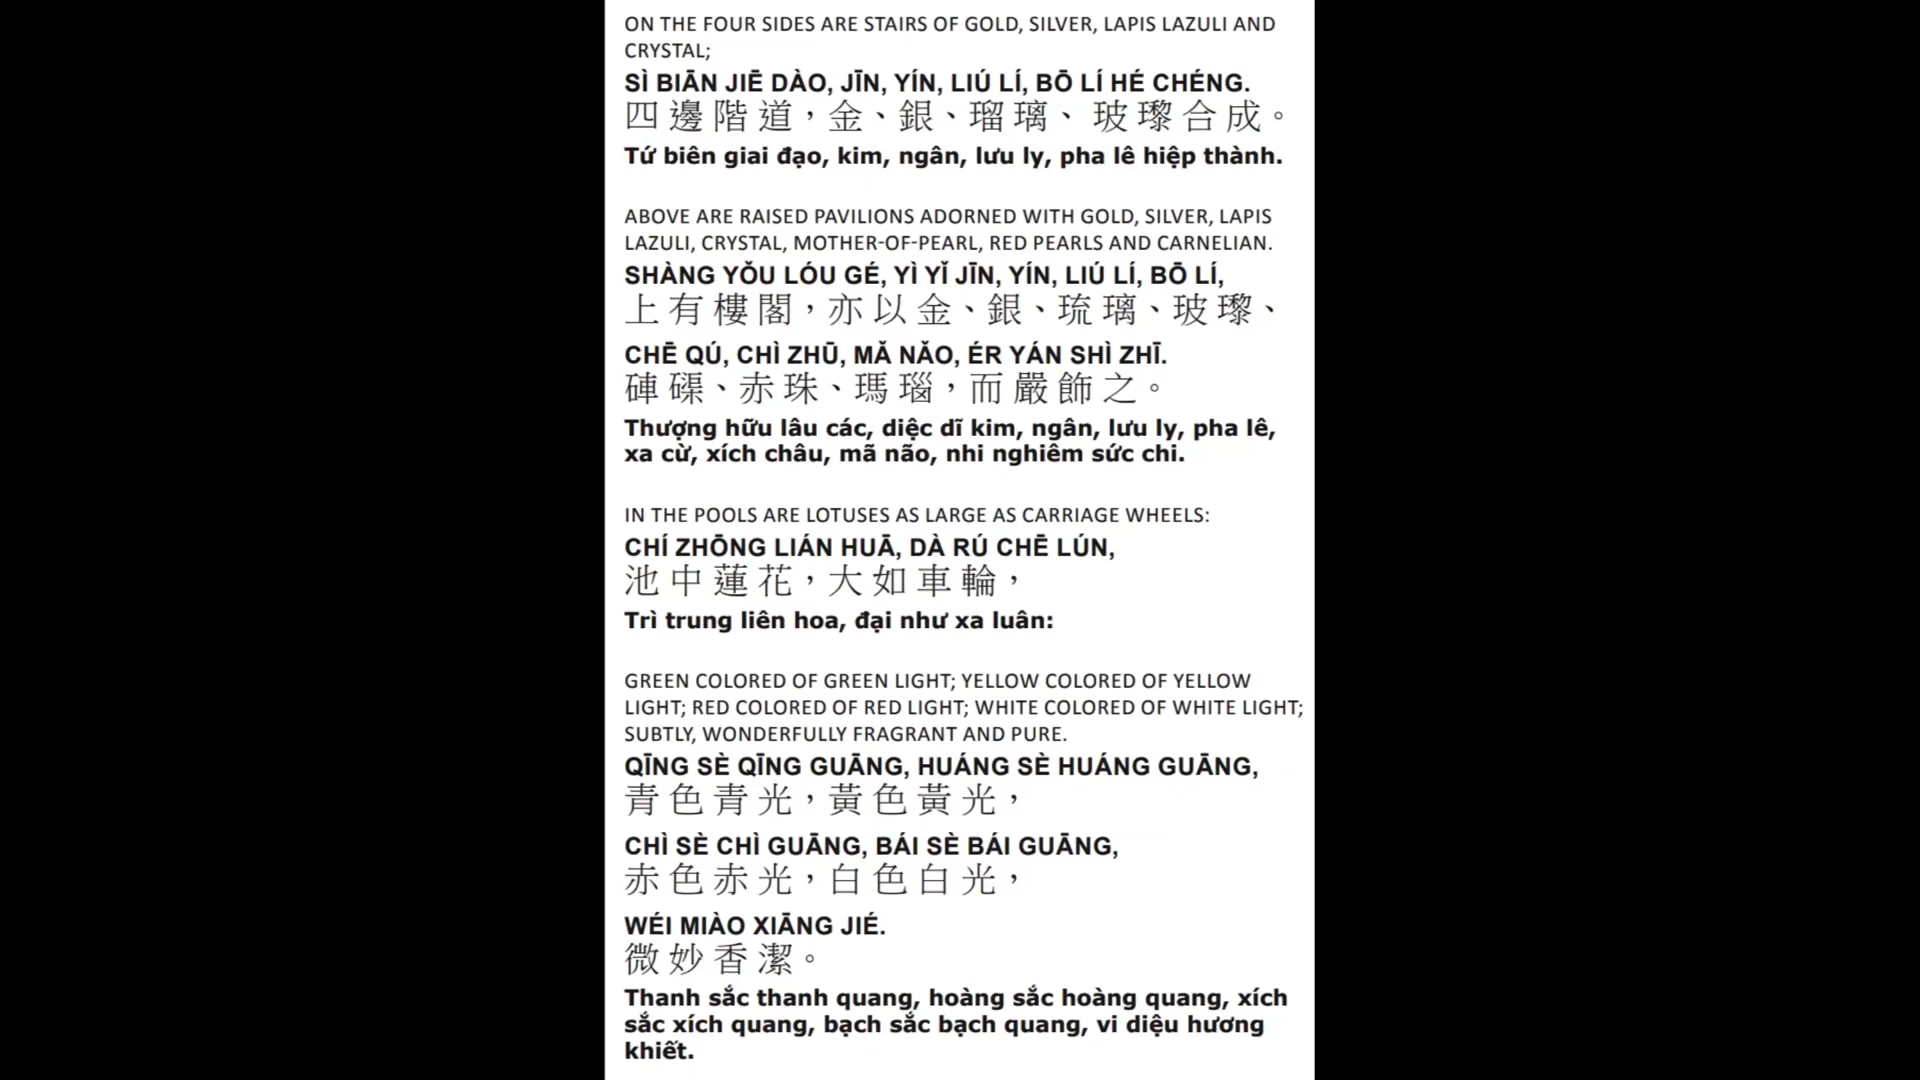 ON THE FOUR SIDES ARE STAIRS OF GOLD, SILVER, LAPIS LAZULI AND
CRYSTAL;
SÌ BIĀN JIĒ DÀO, JĪN, YÍN, LIÚ LÍ, BŌ LÍ HÉ CHÉNG.
四邊階道，金、銀、瑠璃、玻瓈合成。
Tứ biên giai đạo, kim, ngân, lưu ly, pha lê hiệp thành.
ABOVE ARE RAISED PAVILIONS ADORNED WITH GOLD, SILVER, LAPIS
LAZULI, CRYSTAL, MOTHER-OF-PEARL, RED PEARLS AND CARNELIAN.
SHÀNG YǑU LÓU GÉ, YÌ YǏ JĪN, YÍN, LIÚ LÍ, BŌ LÍ,
上有樓閣，亦以金、銀、琉璃、玻瓈、
CHĒ QÚ, CHÌ ZHŪ, MǍ NǍO, ÉR YÁN SHÌ ZHĪ.
硨磲、赤珠、瑪瑙，而嚴飾之。
Thượng hữu lâu các, diệc dĩ kim, ngân, lưu ly, pha lê,
xa cừ, xích châu, mã não, nhi nghiêm sức chi.
IN THE POOLS ARE LOTUSES AS LARGE AS CARRIAGE WHEELS:
CHÍ ZHŌNG LIÁN HUĀ, DÀ RÚ CHĒ LÚN,
池中蓮花，大如車輪，
Trì trung liên hoa, đại như xa luân:
GREEN COLORED OF GREEN LIGHT; YELLOW COLORED OF YELLOW
LIGHT; RED COLORED OF RED LIGHT; WHITE COLORED OF WHITE LIGHT;
SUBTLY, WONDERFULLY FRAGRANT AND PURE.
QĪNG SÈ QĪNG GUĀNG, HUÁNG SÈ HUÁNG GUĀNG,
青色青光，黃色黃光，
CHÌ SÈ CHÌ GUĀNG, BÁI SÈ BÁI GUĀNG,
赤色赤光，白色白光，
WÉI MIÀO XIĀNG JIÉ.
微妙香潔。
Thanh sắc thanh quang, hoàng sắc hoàng quang, xích
sắc xích quang, bạch sắc bạch quang, vi diệu hương
khiết.